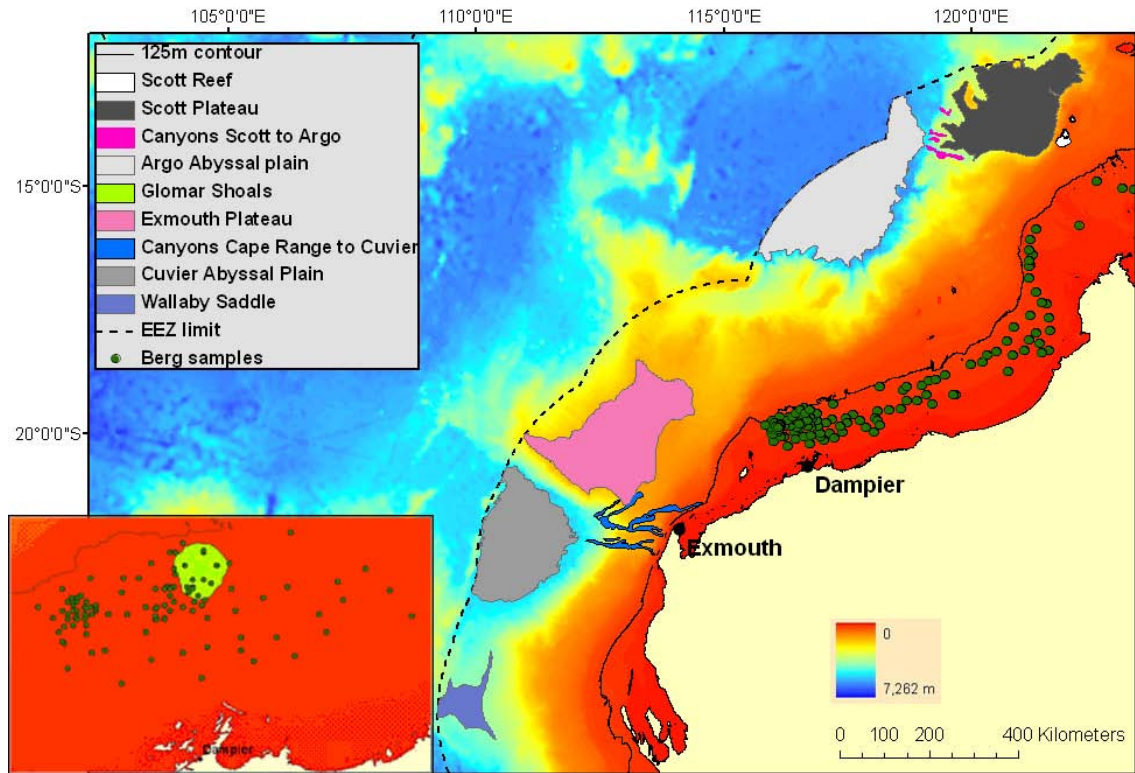 105°0'0"E
110°0'0"E
115°0'0"E
120°0'0"E
125m contour
Scott Reef
Scott Plateau
Canyons Scott to Argo
Argo Abyssal plain
Glomar Shoals
Exmouth Plateau
Canyons Cape Range to Cuvier
Cuvier Abyssal Plain
Wallaby Saddle
EEZ limit
Berg samples
15°0'0"S
20°0'0"S
Dampier
Exmouth
0
7,262 m
0 100 200 400 Kilometers
Dampier